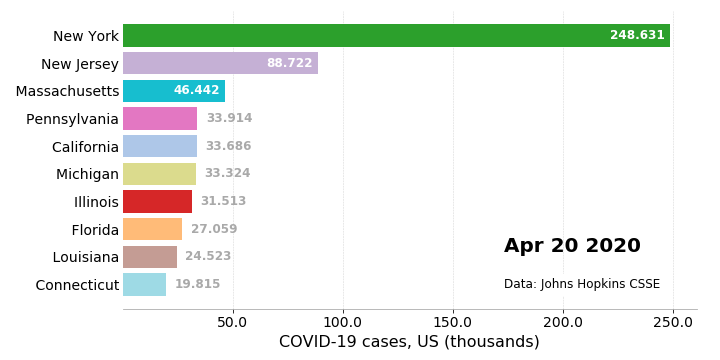 New York 248.631
New Jersey 88.722
Massachusetts 46.442
Pennsylvania 33.914
California 33.686
Michigan 33.324
Illinois 31.513
Florida 27.059
Louisiana 24.523
Connecticut 19.815
Apr 20 2020
Data: Johns Hopkins CSSE
50.0 100.0 150.0 200.0 250.0
COVID-19 cases, US (thousands)